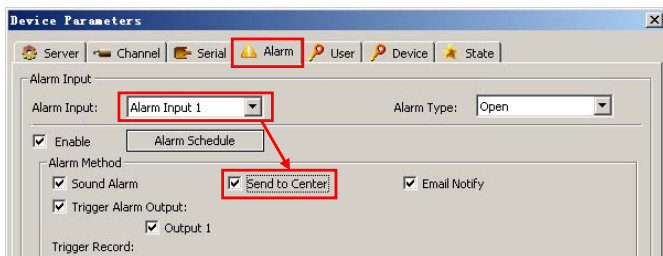 Device Parameters
Server Channel Serial Alarm User Device State
Alarm Input
Alarm Input: Alarm Input 1 Alarm Type: Open
Enable Alarm Schedule
Alarm Method
Sound Alarm Send to Center Email Notify
Trigger Alarm Output:
Output 1
Trigger Record: